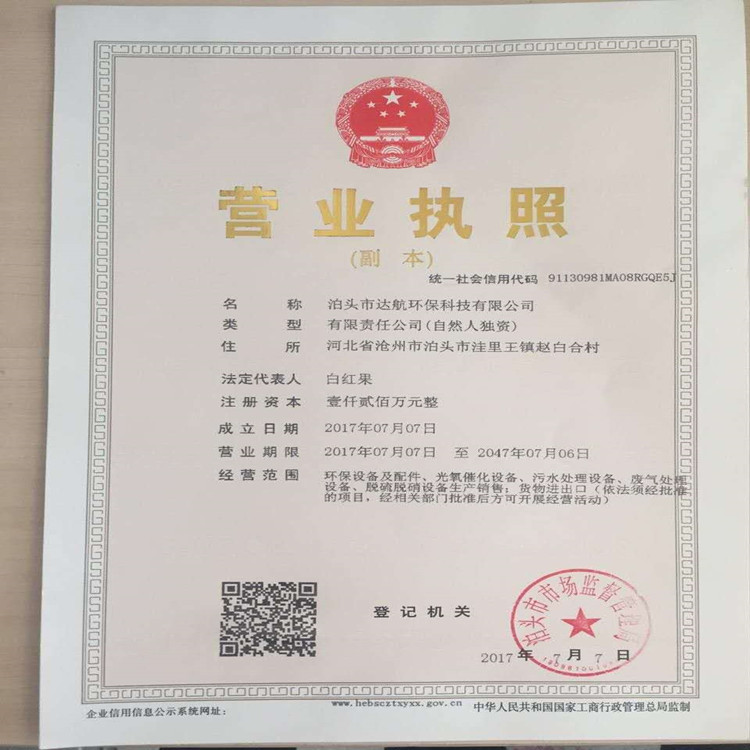 营业执照
(副 本)
统一社会信用代码 91130981MA08RGQE5J
名 称 泊头市达航环保科技有限公司
类 型 有限责任公司(自然人独资)
住 所 河北省沧州市泊头市洼里王镇赵白合村
法定代表人 白红果
注册资本 壹仟贰佰万元整
成立日期 2017年07月07日
营业期限 2017年07月07日 至 2047年07月06日
经营范围 环保设备及配件、光氧催化设备、污水处理设备、废气处理
设备、脱硫脱硝设备生产销售；货物进出口（依法须经批准
的项目，经相关部门批准后方可开展经营活动）
登记机关
泊头市市场监督管理局
2017年 7月 7日
企业信用信息公示系统网址：
www.hebscztxyxx.gov.cn
中华人民共和国国家工商行政管理总局监制